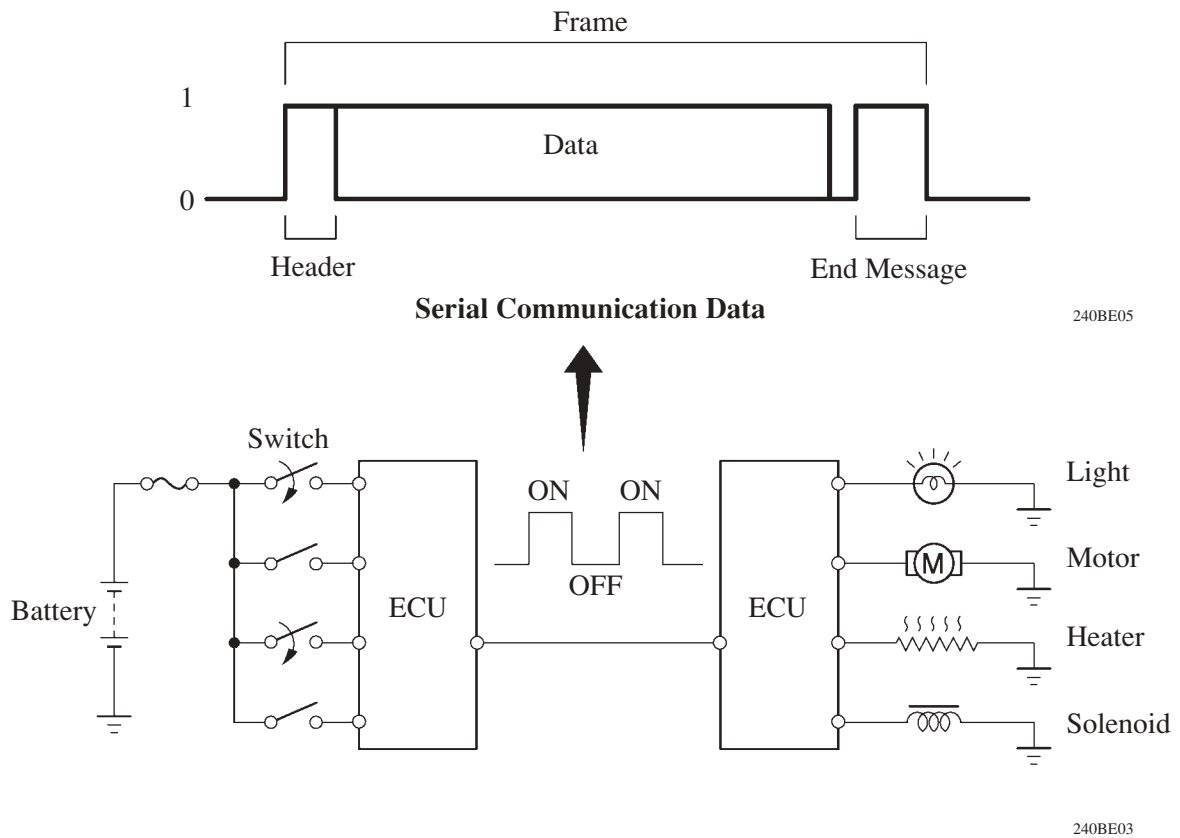 Frame
1
Data
0
Header
End Message
Serial Communication Data
240BE05
Switch
Light
ON
ON
Motor
M
OFF
Battery
ECU
ECU
Heater
Solenoid
240BE03